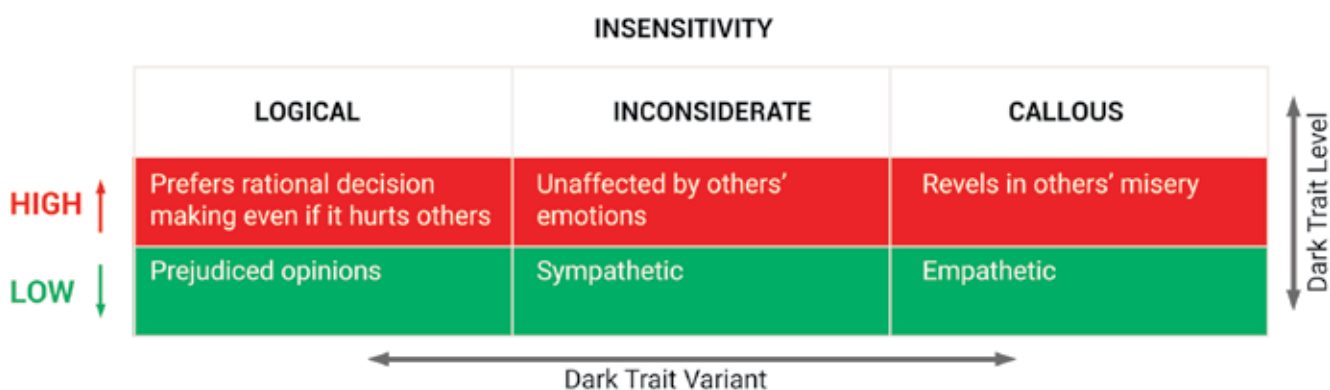 INSENSITIVITY
LOGICAL
INCONSIDERATE
CALLOUS
HIGH
Prefers rational decision
making even if it hurts others
Unaffected by others'
emotions
Revels in others' misery
LOW
Prejudiced opinions
Sympathetic
Empathetic
Dark Trait Level
Dark Trait Variant